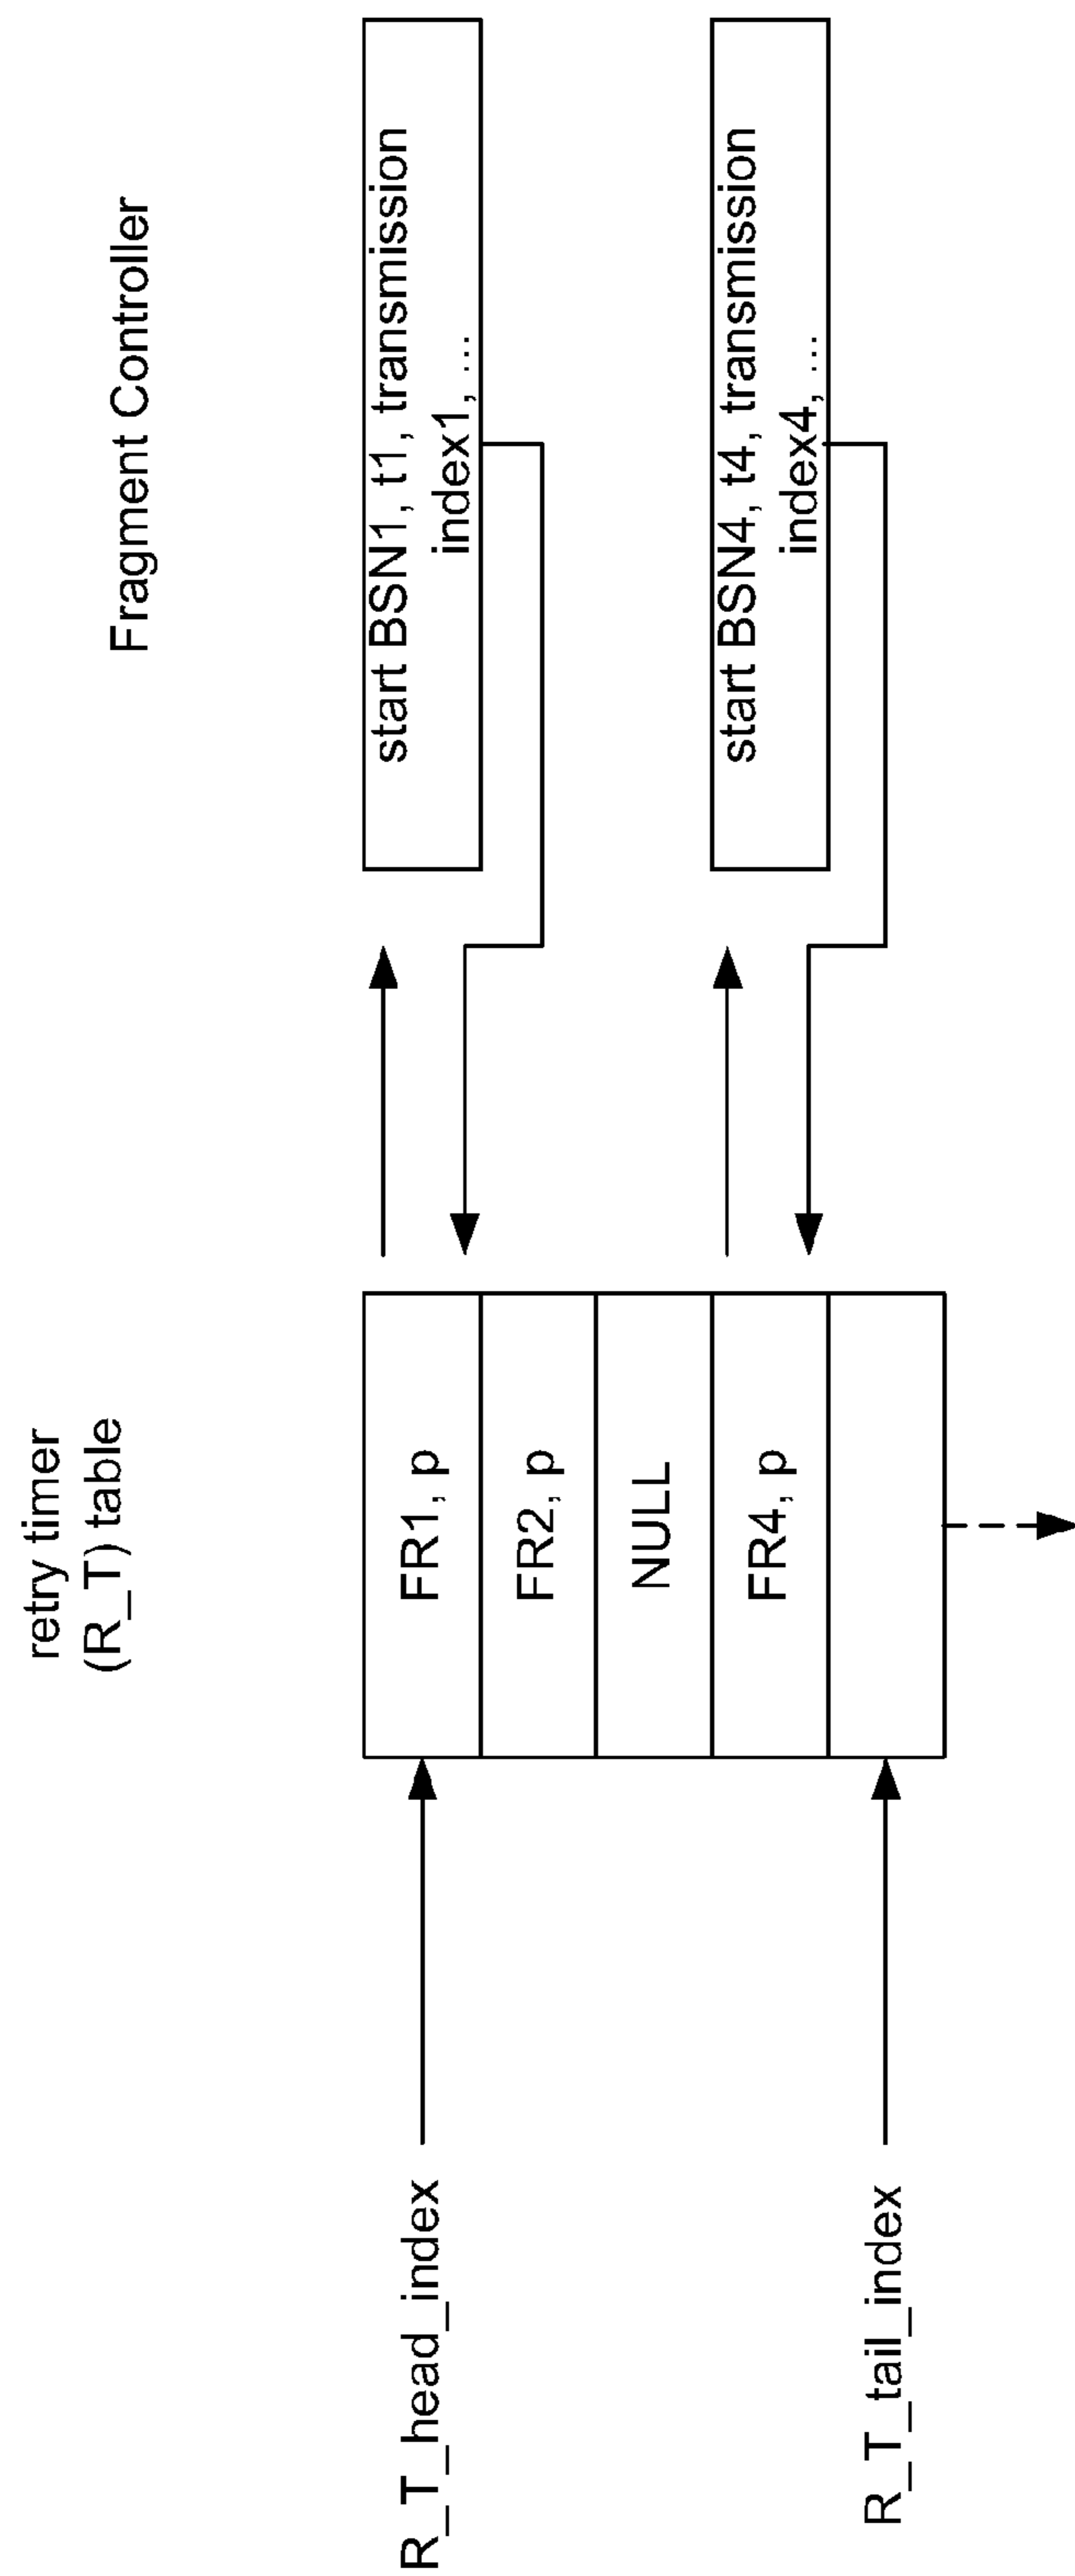 retry timer
(R_T) table
Fragment Controller
R_T_head_index
FR1, p
start BSN1, t1, transmission
index1, ...
FR2, p
NULL
FR4, p
start BSN4, t4, transmission
index4, ...
R_T_tail_index